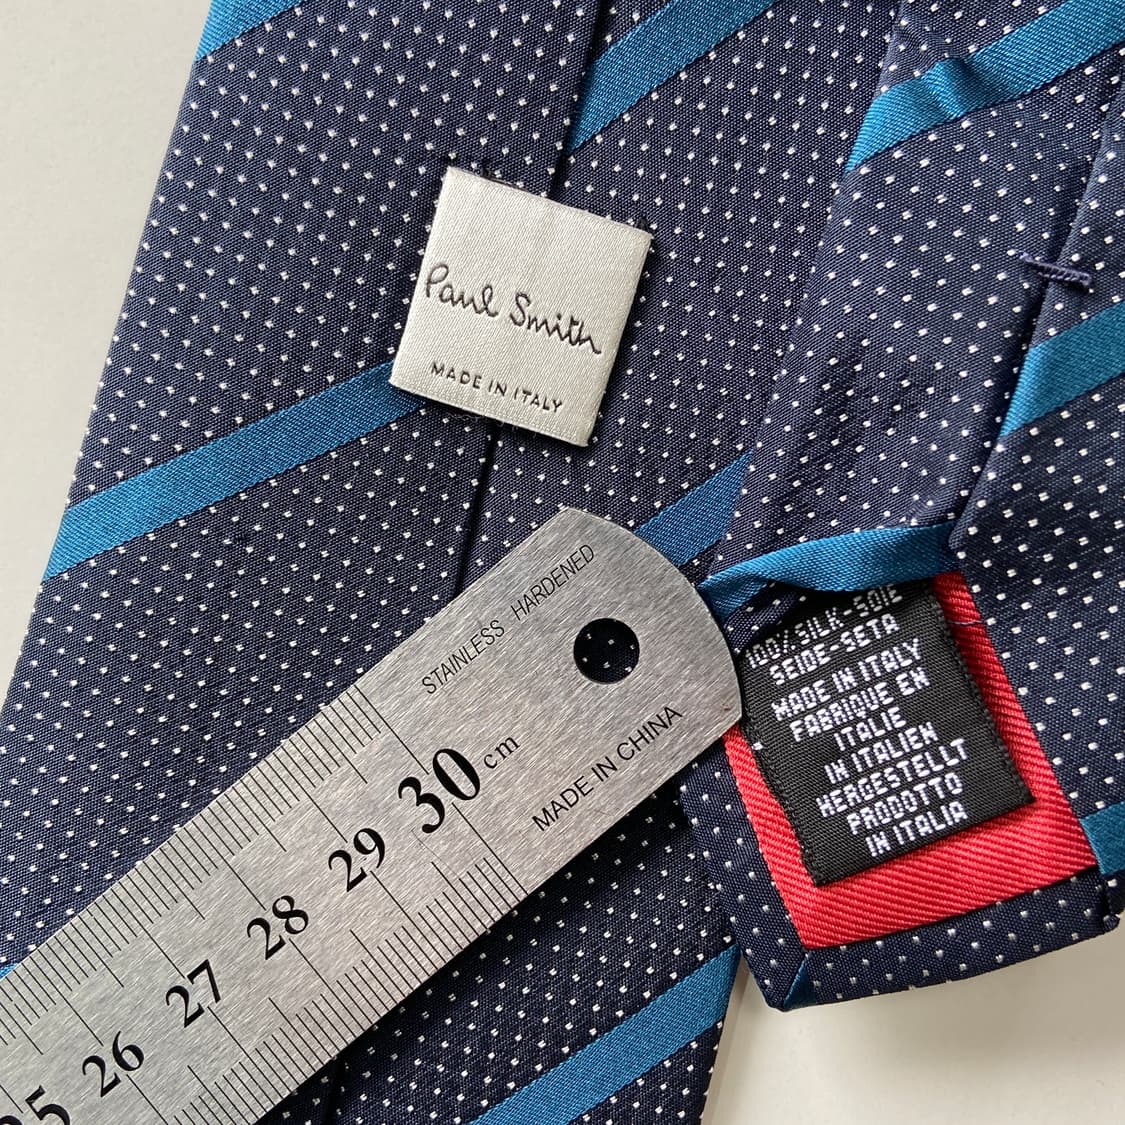 Paul Smith
MADE IN ITALY
STAINLESS HARDENED
30 cm
29
28
27
26
25
MADE IN CHINA
100% SILK-SOIE
SEIDE-SETA
MADE IN ITALY
FABRIQUE EN
ITALIE
IN ITALIEN
HERGESTELLT
PRODOTTO
IN ITALIA